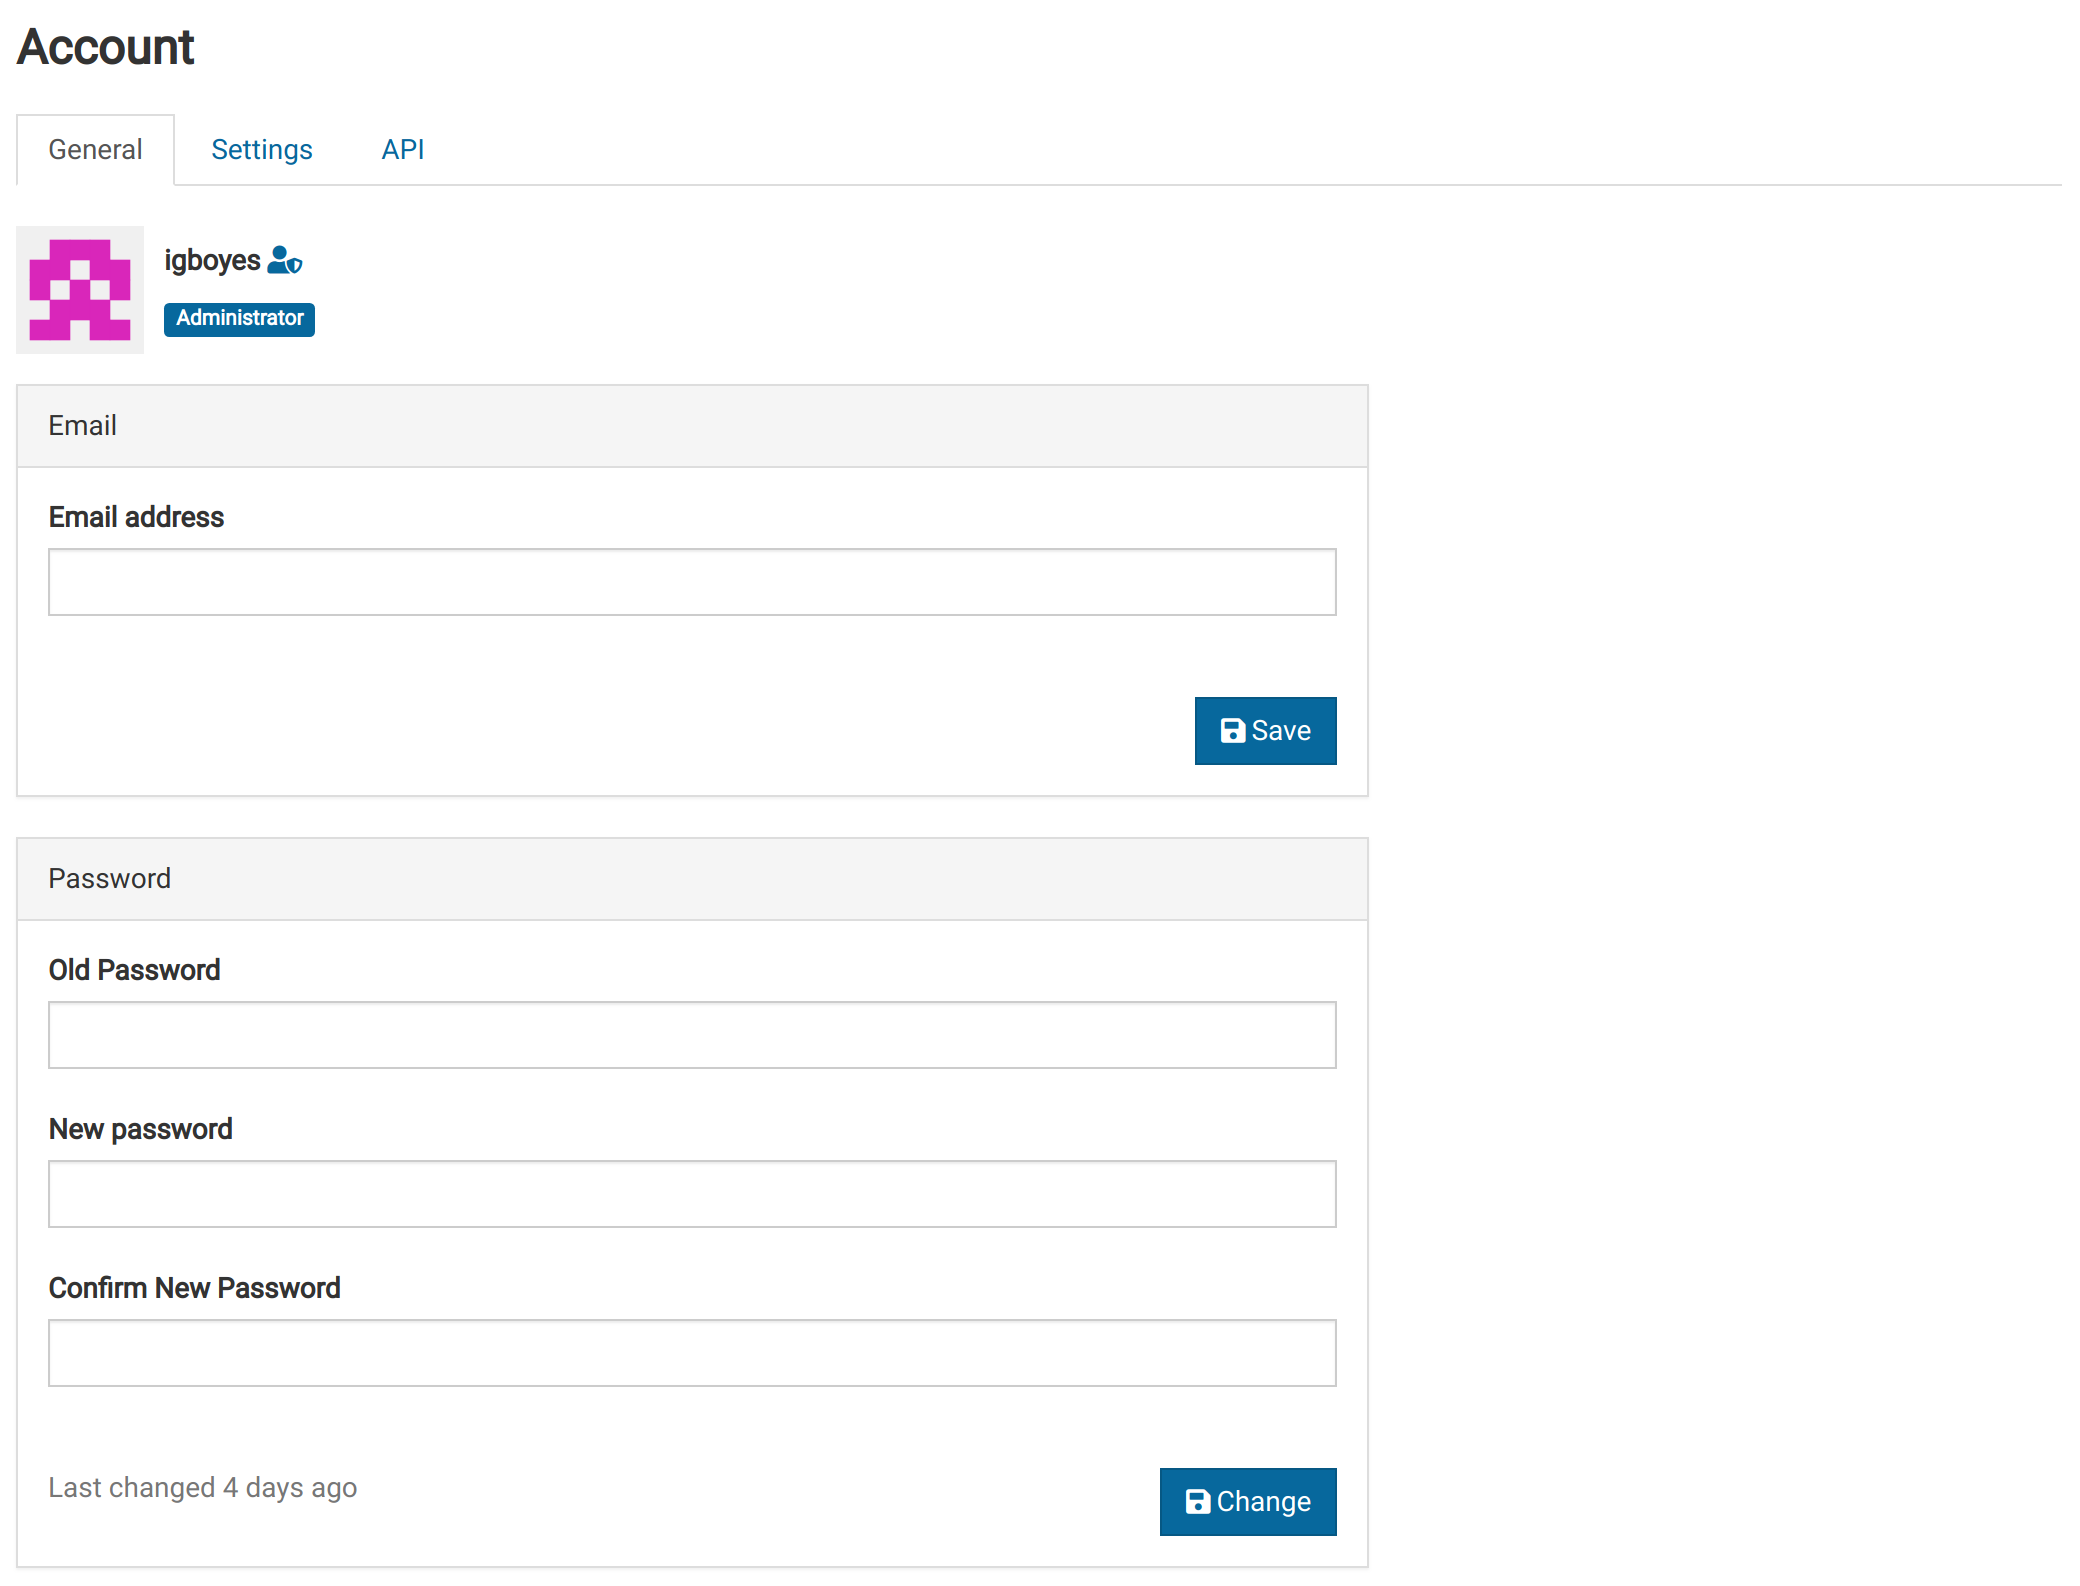 Account
General Settings API
igboyes
Administrator
Email
Email address
Save
Password
Old Password
New password
Confirm New Password
Last changed 4 days ago
Change